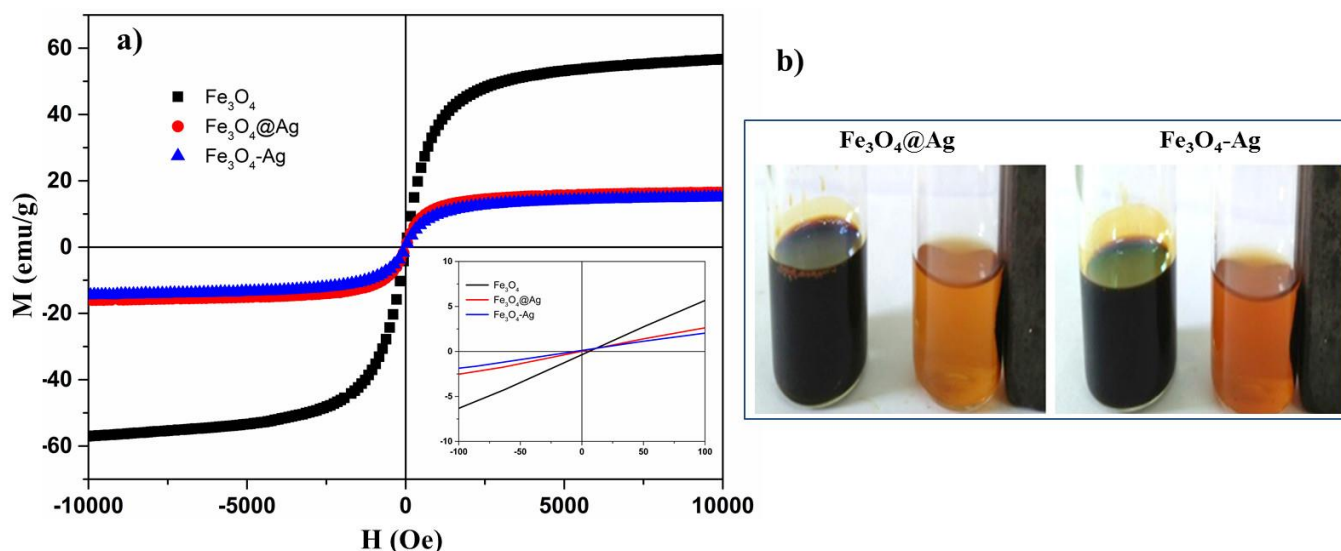 a)
60
40
20
0
-20
-40
-60
M (emu/g)
Fe₃O₄
Fe₃O₄@Ag
Fe₃O₄-Ag
-10000 -5000 0 5000 10000
H (Oe)
10
5
0
-5
-10
Fe₃O₄
Fe₃O₄@Ag
Fe₃O₄-Ag
-100 -50 0 50 100
b)
Fe₃O₄@Ag Fe₃O₄-Ag